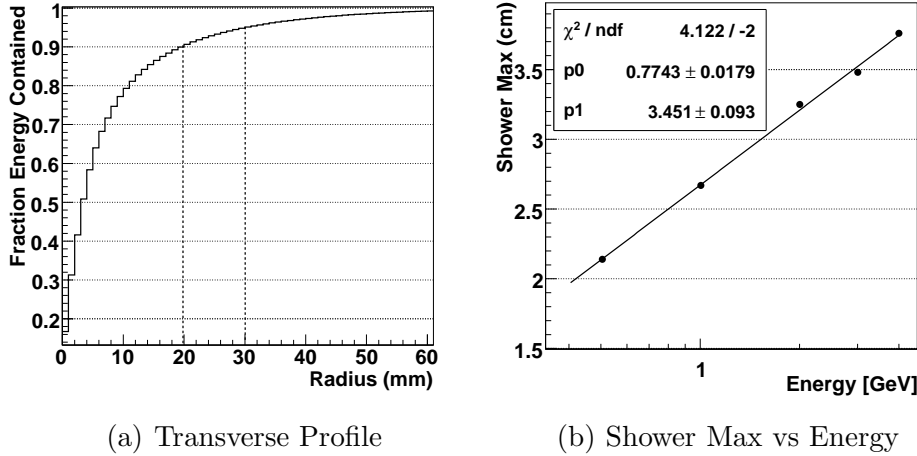 Fraction Energy Contained
1
0.9
0.8
0.7
0.6
0.5
0.4
0.3
0.2
0 10 20 30 40 50 60
Radius (mm)
(a) Transverse Profile
Shower Max (cm)
3.5
3
2.5
2
1.5
χ² / ndf 4.122 / -2
p0 0.7743 ± 0.0179
p1 3.451 ± 0.093
1
Energy [GeV]
(b) Shower Max vs Energy